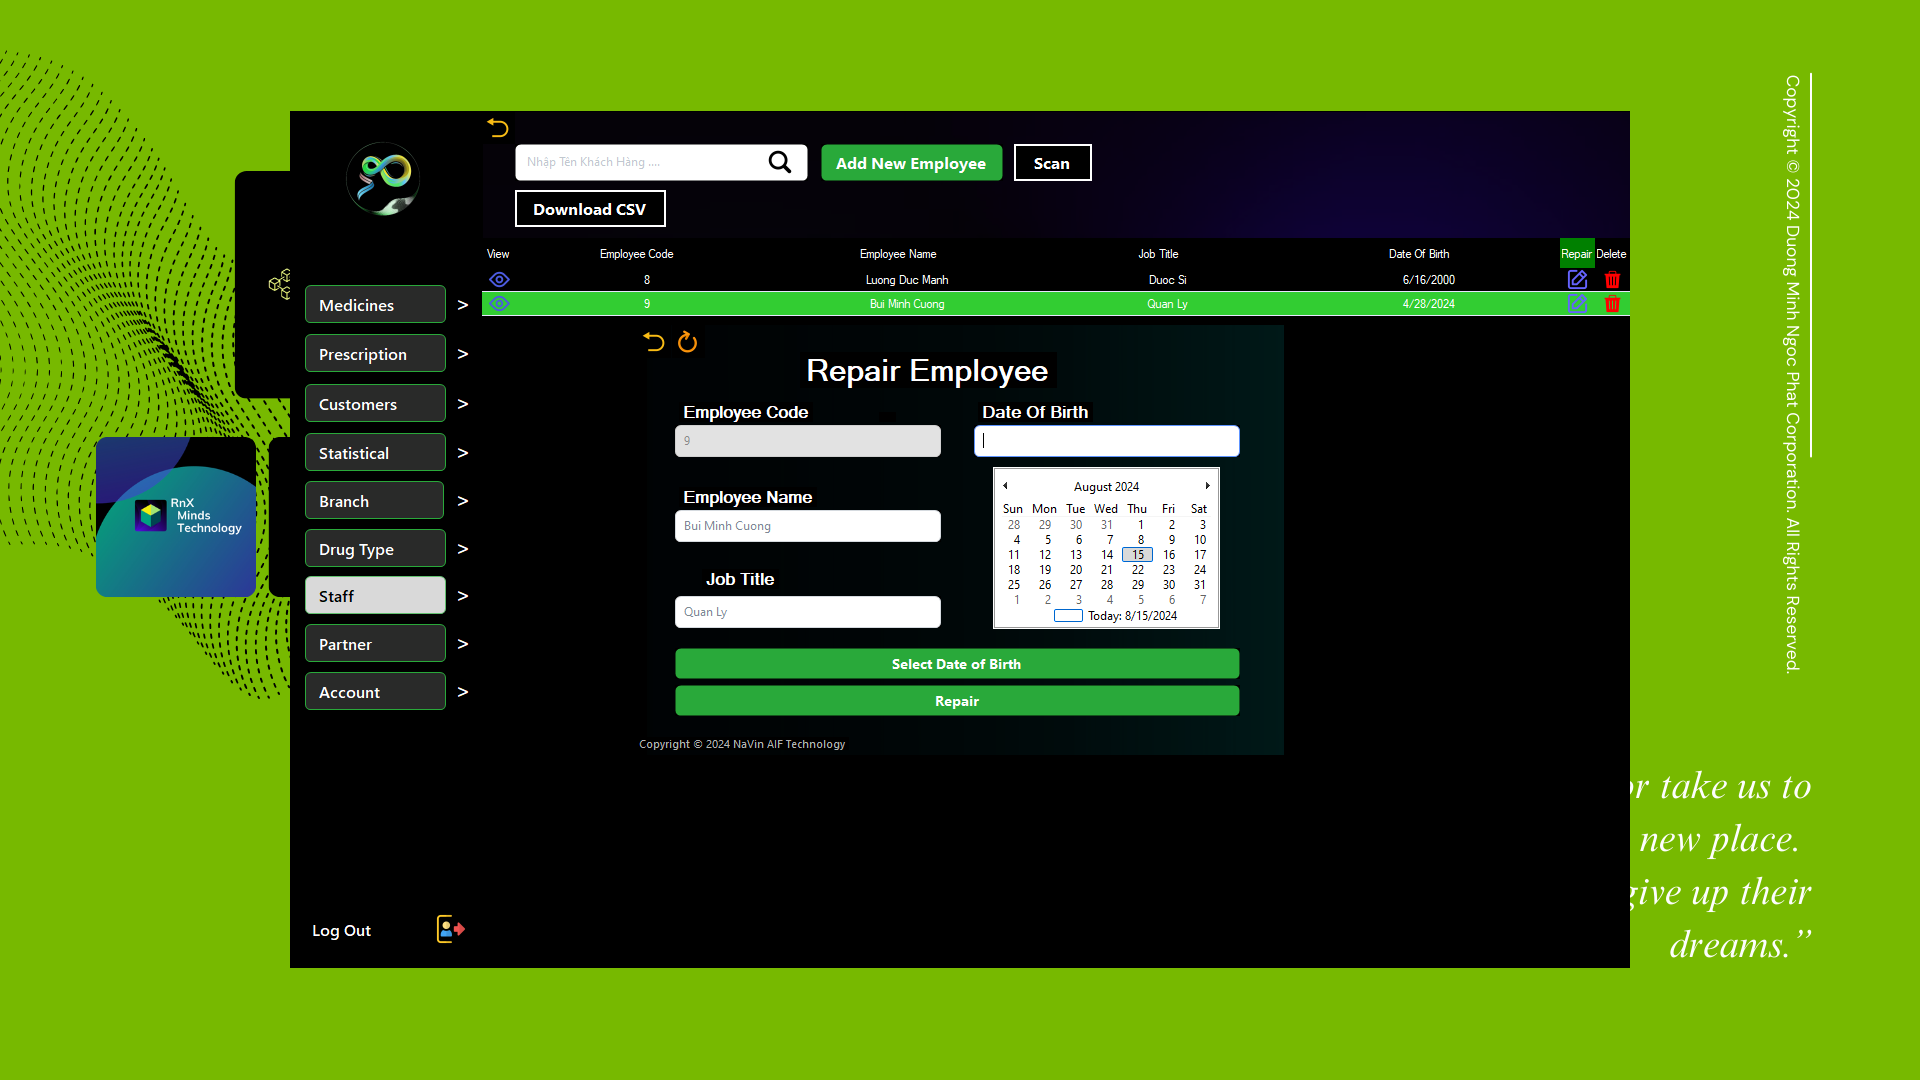 Nhập Tên Khách Hàng ....
Add New Employee
Scan
Download CSV
View Employee Code Employee Name Job Title Date Of Birth Repair Delete
8 Luong Duc Manh Duoc Si 6/16/2000
9 Bui Minh Cuong Quan Ly 4/28/2024
Medicines >
Prescription >
Customers >
Statistical >
Branch >
Drug Type >
Staff >
Partner >
Account >
Log Out
RnX
Minds
Technology
Repair Employee
Employee Code
9
Employee Name
Bui Minh Cuong
Job Title
Quan Ly
Date Of Birth
August 2024
Sun Mon Tue Wed Thu Fri Sat
28 29 30 31 1 2 3
4 5 6 7 8 9 10
11 12 13 14 15 16 17
18 19 20 21 22 23 24
25 26 27 28 29 30 31
1 2 3 4 5 6 7
Today: 8/15/2024
Select Date of Birth
Repair
Copyright © 2024 NaVin AIF Technology
Copyright © 2024 Duong Minh Ngoc Phat Corporation. All Rights Reserved.
take us to
new place.
give up their
dreams.”